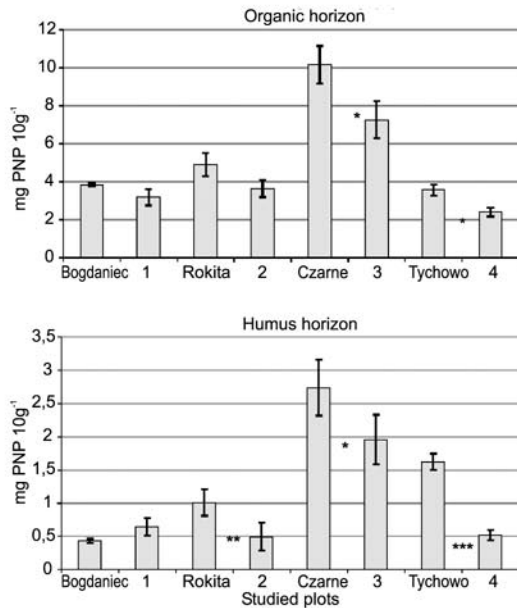 Organic horizon
mg PNP 10g⁻¹
12
10
8
6
4
2
0
*
*
Bogdaniec 1 Rokita 2 Czarne 3 Tychowo 4
Humus horizon
mg PNP 10g⁻¹
3,5
3
2,5
2
1,5
1
0,5
0
*
**
***
Bogdaniec 1 Rokita 2 Czarne 3 Tychowo 4
Studied plots